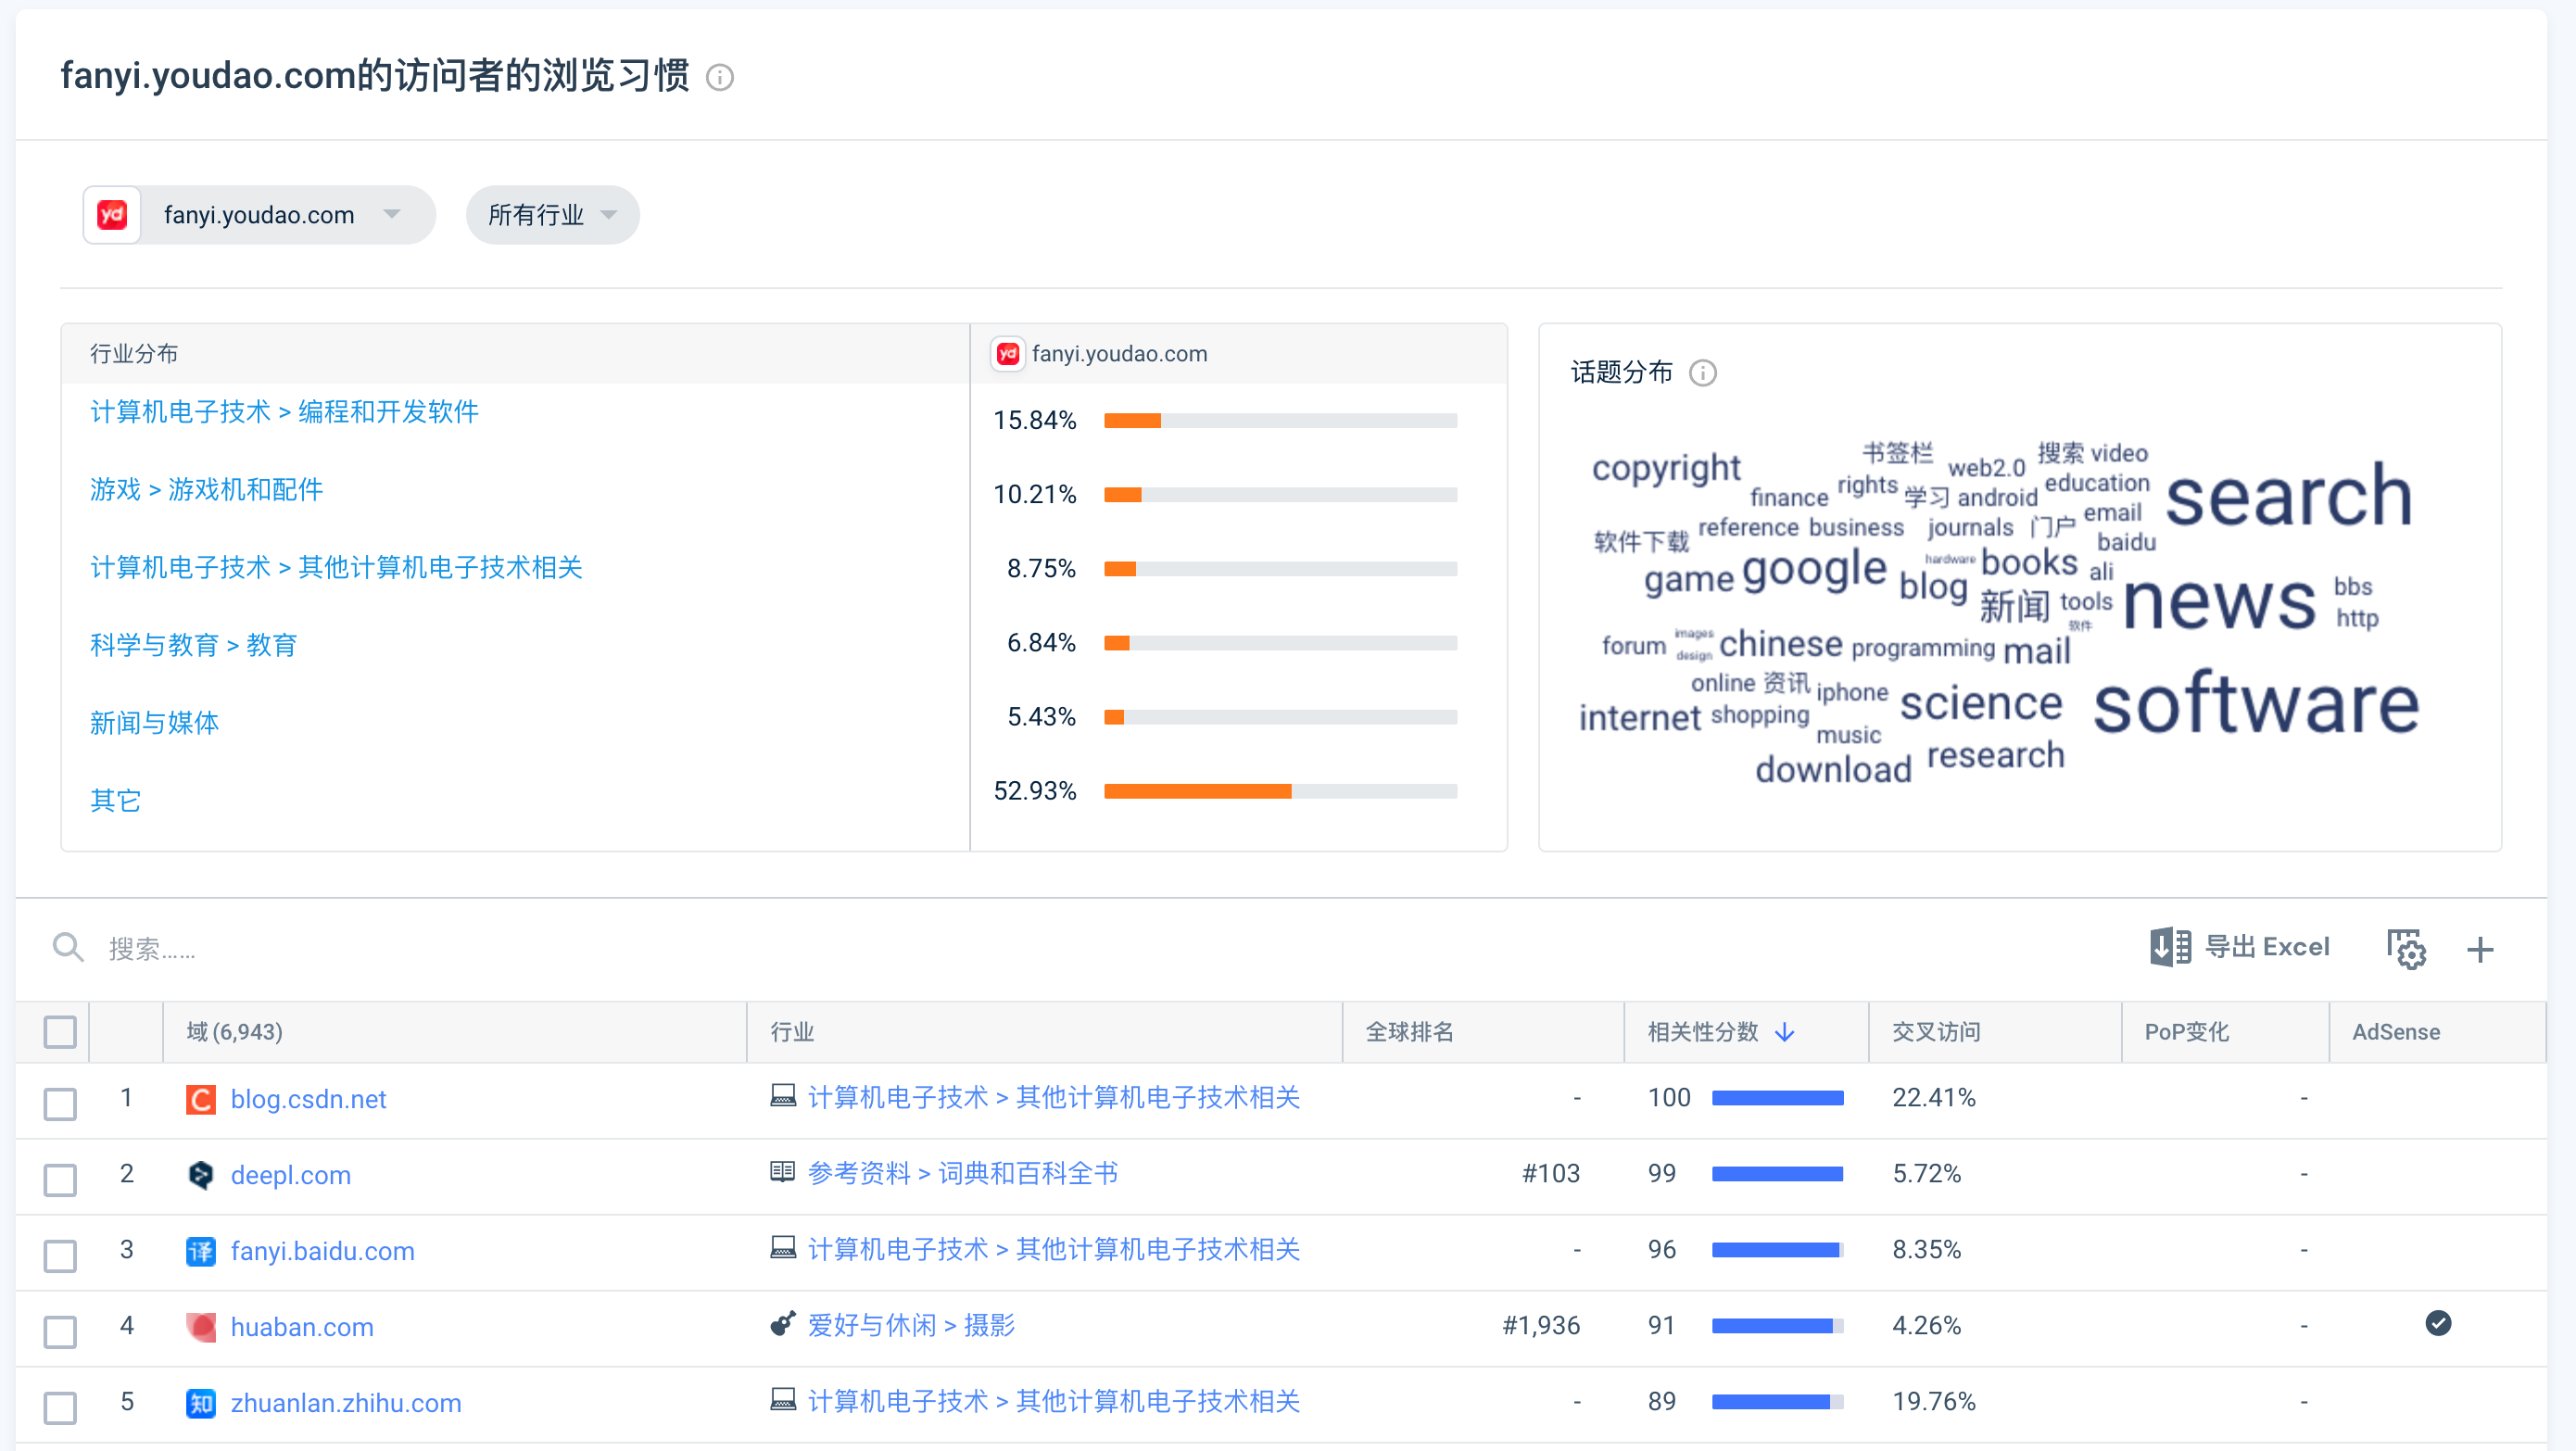 fanyi.youdao.com的访问者的浏览习惯
yd fanyi.youdao.com 所有行业
行业分布 yd fanyi.youdao.com
计算机电子技术 > 编程和开发软件 15.84%
游戏 > 游戏机和配件 10.21%
计算机电子技术 > 其他计算机电子技术相关 8.75%
科学与教育 > 教育 6.84%
新闻与媒体 5.43%
其它 52.93%
话题分布
copyright 书签栏 web2.0 搜索 video
finance rights 学习 android education search
软件下载 reference business journals 门户 email baidu
game google hardware blog books ali
新闻 tools 软件 news bbs http
forum images design chinese programming mail
online 资讯 iphone science software
internet shopping music
download research
搜索…… 导出 Excel
域 (6,943) 行业 全球排名 相关性分数 交叉访问 PoP变化 AdSense
1 C blog.csdn.net 计算机电子技术 > 其他计算机电子技术相关 - 100 22.41% -
2 deepl.com 参考资料 > 词典和百科全书 #103 99 5.72% -
3 译 fanyi.baidu.com 计算机电子技术 > 其他计算机电子技术相关 - 96 8.35% -
4 huaban.com 爱好与休闲 > 摄影 #1,936 91 4.26% -
5 知 zhuanlan.zhihu.com 计算机电子技术 > 其他计算机电子技术相关 - 89 19.76% -